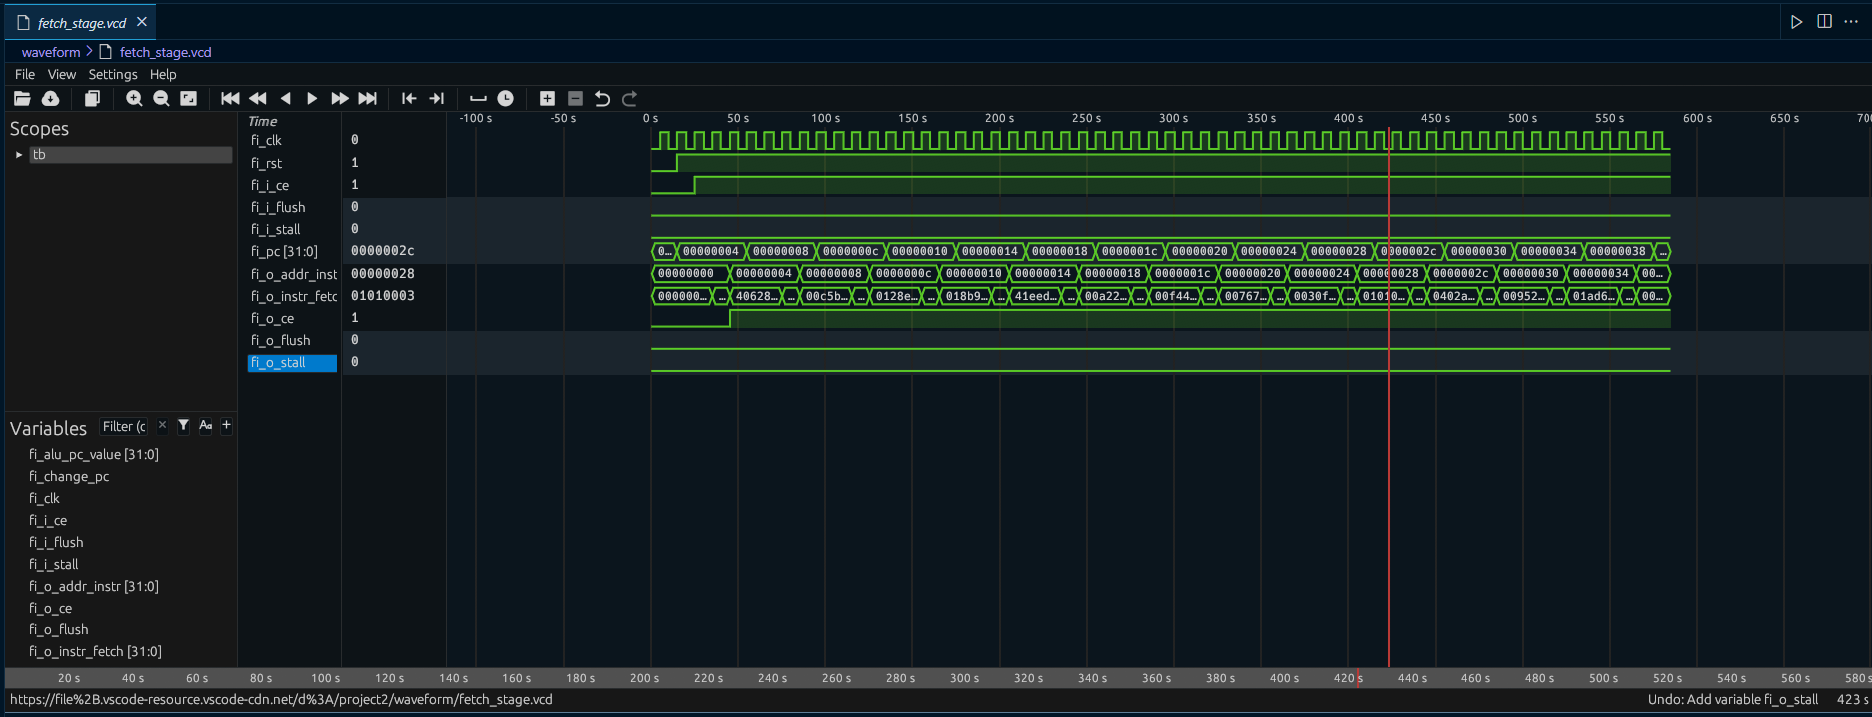 fetch_stage.vcd
waveform > fetch_stage.vcd
File View Settings Help
Scopes
tb
Time -100 s -50 s 0 s 50 s 100 s 150 s 200 s 250 s 300 s 350 s 400 s 450 s 500 s 550 s 600 s 650 s 700
fi_clk 0
fi_rst 1
fi_i_ce 1
fi_i_flush 0
fi_i_stall 0
fi_pc [31:0] 0000002c 0… 00000004 00000008 0000000c 00000010 00000014 00000018 0000001c 00000020 00000024 00000028 0000002c 00000030 00000034 00000038 …
fi_o_addr_inst 00000028 00000000 00000004 00000008 0000000c 00000010 00000014 00000018 0000001c 00000020 00000024 00000028 0000002c 00000030 00000034 00…
fi_o_instr_fetc 01010003 000000… … 40628… … 00c5b… … 0128e… … 018b9… … 41eed… … 00a22… … 00f44… … 00767… … 0030f… … 01010… … 0402a… … 00952… … 01ad6… … 00…
fi_o_ce 1
fi_o_flush 0
fi_o_stall 0
Variables Filter (c × Aa +
fi_alu_pc_value [31:0]
fi_change_pc
fi_clk
fi_i_ce
fi_i_flush
fi_i_stall
fi_o_addr_instr [31:0]
fi_o_ce
fi_o_flush
fi_o_instr_fetch [31:0]
20 s 40 s 60 s 80 s 100 s 120 s 140 s 160 s 180 s 200 s 220 s 240 s 260 s 280 s 300 s 320 s 340 s 360 s 380 s 400 s 420 s 440 s 460 s 480 s 500 s 520 s 540 s 560 s 580 s
https://file%2B.vscode-resource.vscode-cdn.net/d%3A/project2/waveform/fetch_stage.vcd Undo: Add variable fi_o_stall 423 s